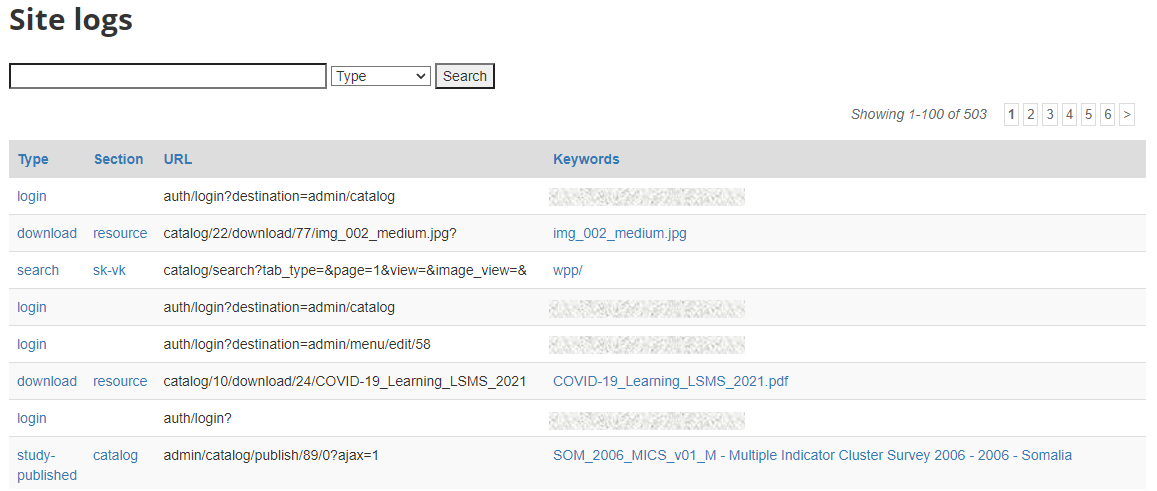 Site logs
Type Search
Showing 1-100 of 503 1 2 3 4 5 6 >
Type Section URL Keywords
login auth/login?destination=admin/catalog
download resource catalog/22/download/77/img_002_medium.jpg? img_002_medium.jpg
search sk-vk catalog/search?tab_type=&page=1&view=&image_view=& wpp/
login auth/login?destination=admin/catalog
login auth/login?destination=admin/menu/edit/58
download resource catalog/10/download/24/COVID-19_Learning_LSMS_2021 COVID-19_Learning_LSMS_2021.pdf
login auth/login?
study- catalog admin/catalog/publish/89/0?ajax=1 SOM_2006_MICS_v01_M - Multiple Indicator Cluster Survey 2006 - 2006 - Somalia
published